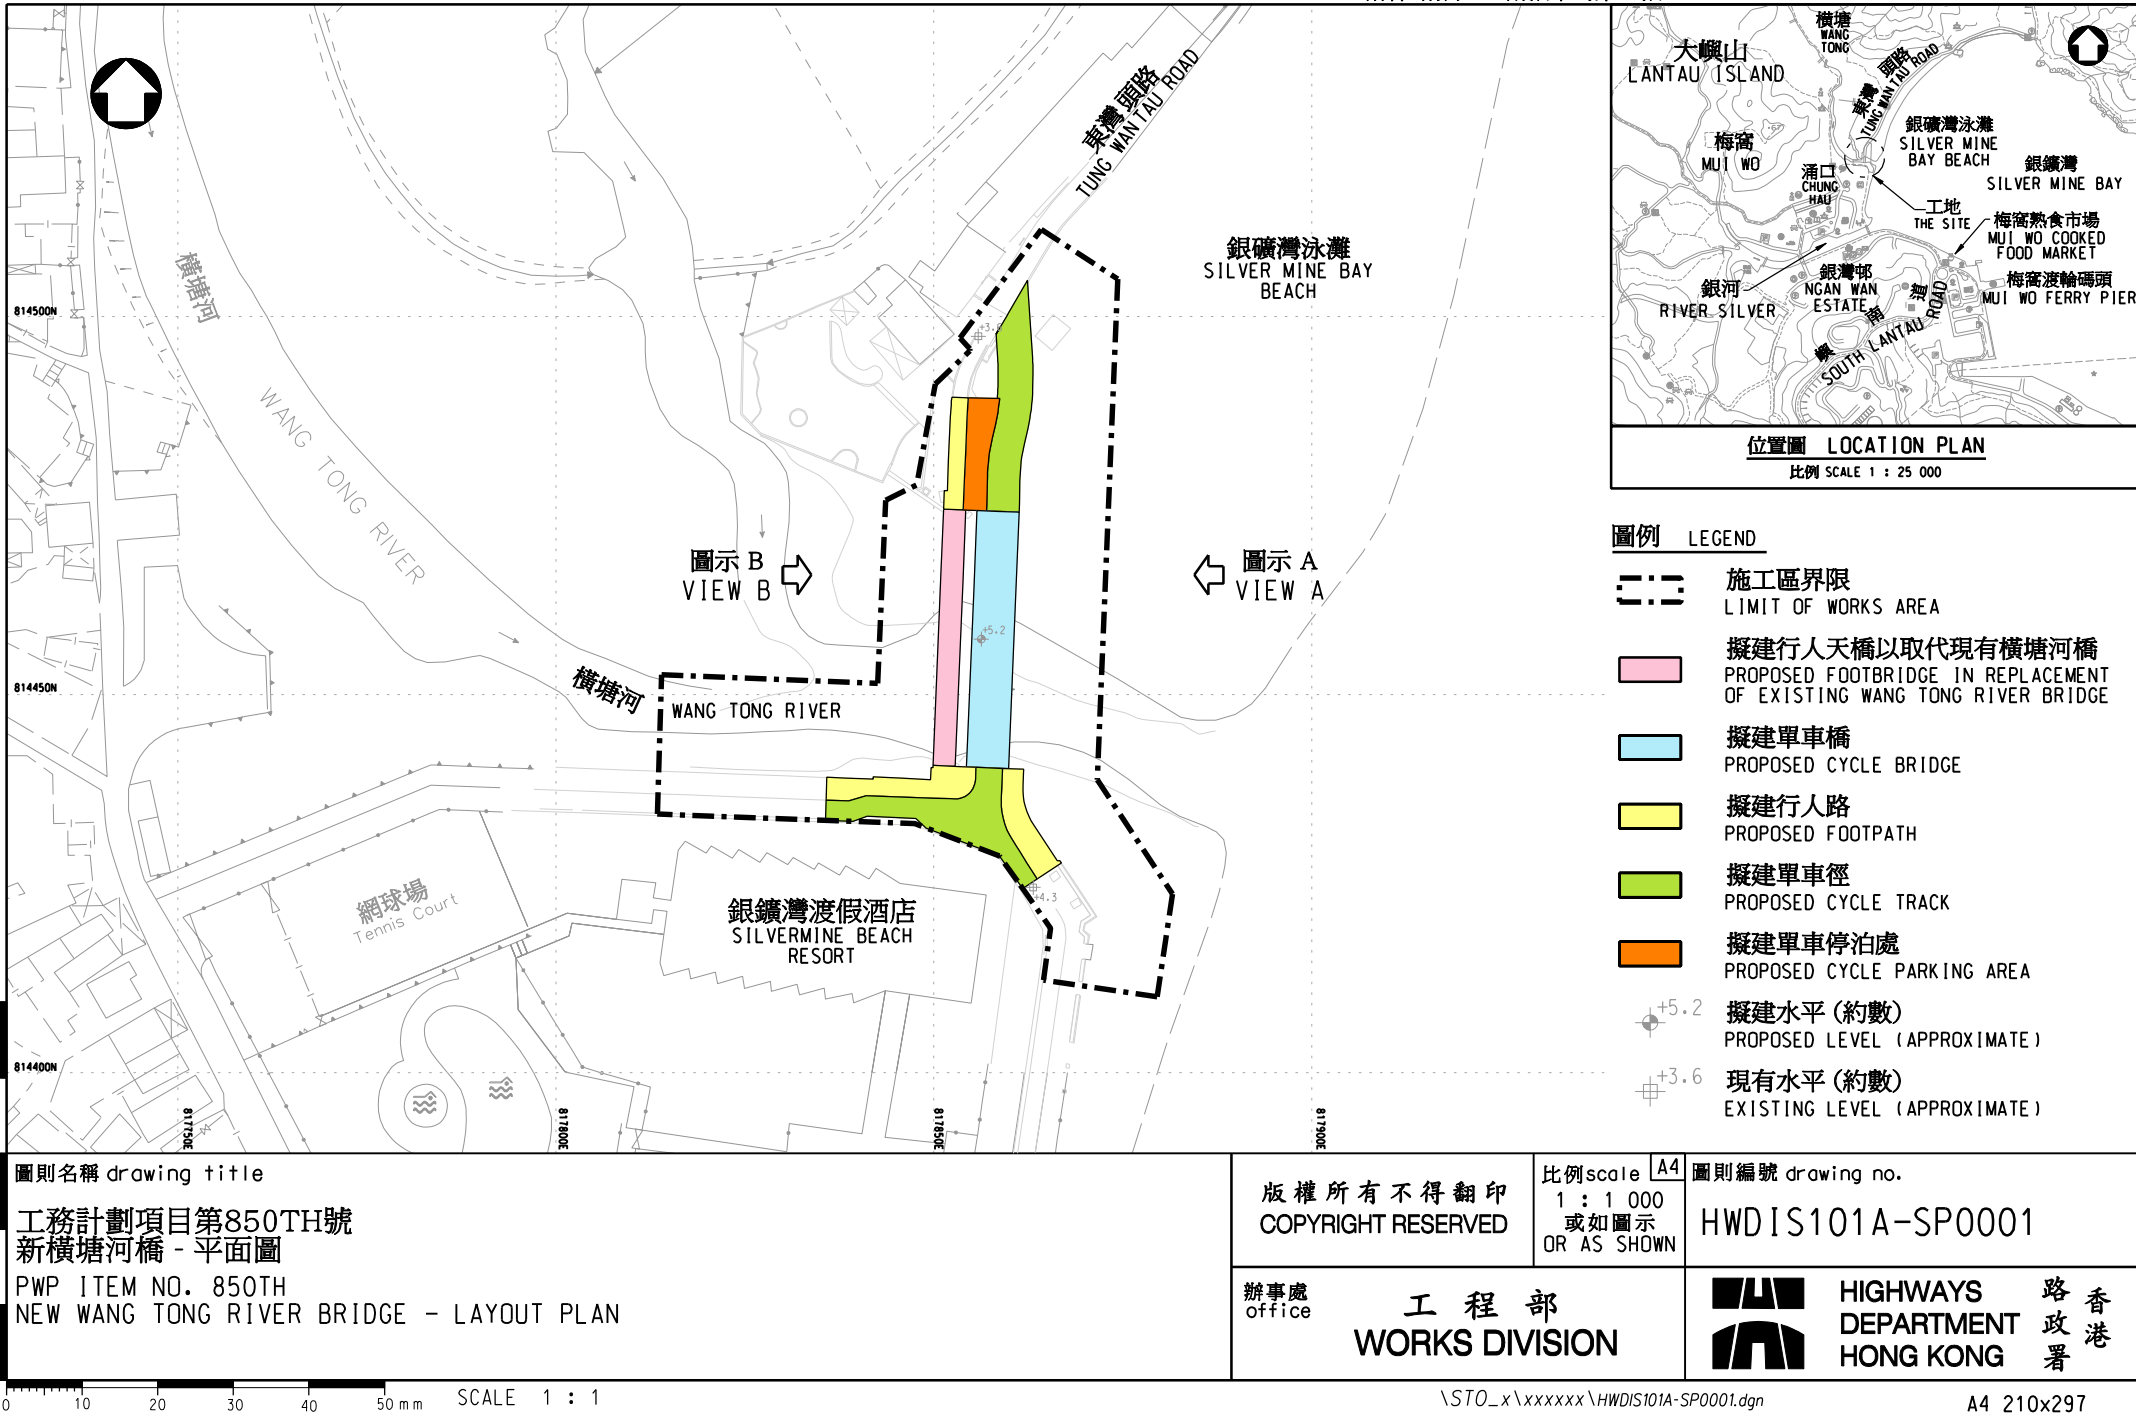 東灣頭路
TUNG WAN TAU ROAD
銀礦灣泳灘
SILVER MINE BAY
BEACH
814500N
橫塘河
WANG TONG RIVER
+3.6
圖示 B
VIEW B
圖示 A
VIEW A
+5.2
814450N
橫塘河
WANG TONG RIVER
網球場
Tennis Court
銀鑛灣渡假酒店
SILVERMINE BEACH
RESORT
+4.3
814400N
817750E
817800E
817850E
817900E
大嶼山
LANTAU ISLAND
橫塘
WANG
TONG
東灣頭路
TUNG WAN TAU ROAD
銀礦灣泳灘
SILVER MINE
BAY BEACH
梅窩
MUI WO
銀鑛灣
SILVER MINE BAY
涌口
CHUNG
HAU
工地
THE SITE
梅窩熟食市場
MUI WO COOKED
FOOD MARKET
銀灣邨
NGAN WAN
ESTATE
梅窩渡輪碼頭
MUI WO FERRY PIER
銀河
RIVER SILVER
嶼南道
SOUTH LANTAU ROAD
位置圖 LOCATION PLAN
比例 SCALE 1 : 25 000
圖例 LEGEND
施工區界限
LIMIT OF WORKS AREA
擬建行人天橋以取代現有橫塘河橋
PROPOSED FOOTBRIDGE IN REPLACEMENT
OF EXISTING WANG TONG RIVER BRIDGE
擬建單車橋
PROPOSED CYCLE BRIDGE
擬建行人路
PROPOSED FOOTPATH
擬建單車徑
PROPOSED CYCLE TRACK
擬建單車停泊處
PROPOSED CYCLE PARKING AREA
+5.2 擬建水平 (約數)
PROPOSED LEVEL (APPROXIMATE)
+3.6 現有水平 (約數)
EXISTING LEVEL (APPROXIMATE)
圖則名稱 drawing title
工務計劃項目第850TH號
新橫塘河橋 - 平面圖
PWP ITEM NO. 850TH
NEW WANG TONG RIVER BRIDGE - LAYOUT PLAN
版權所有不得翻印
COPYRIGHT RESERVED
比例 scale A4
1 : 1 000
或如圖示
OR AS SHOWN
圖則編號 drawing no.
HWDIS101A-SP0001
辦事處
office
工程部
WORKS DIVISION
HIGHWAYS
DEPARTMENT
HONG KONG
香港
路政署
0 10 20 30 40 50 mm SCALE 1 : 1
\STO_x\xxxxxx\HWDIS101A-SP0001.dgn
A4 210x297